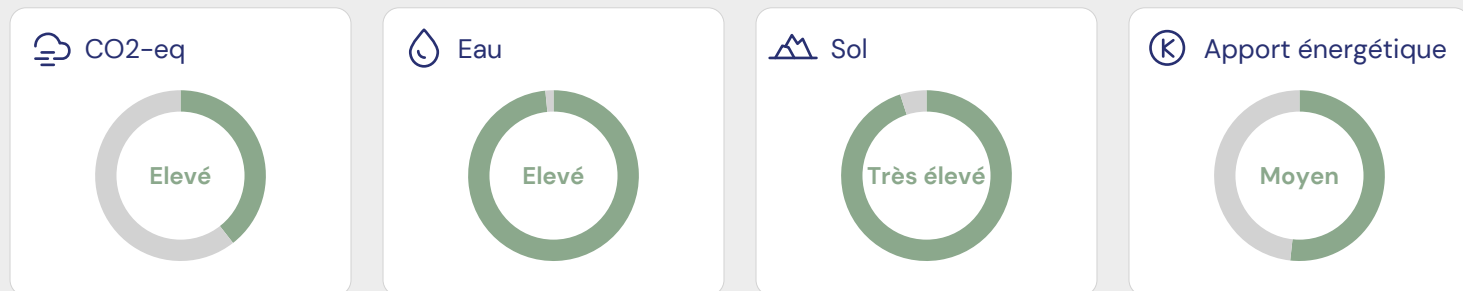 CO2-eq
Elevé
Eau
Elevé
Sol
Très élevé
Apport énergétique
Moyen